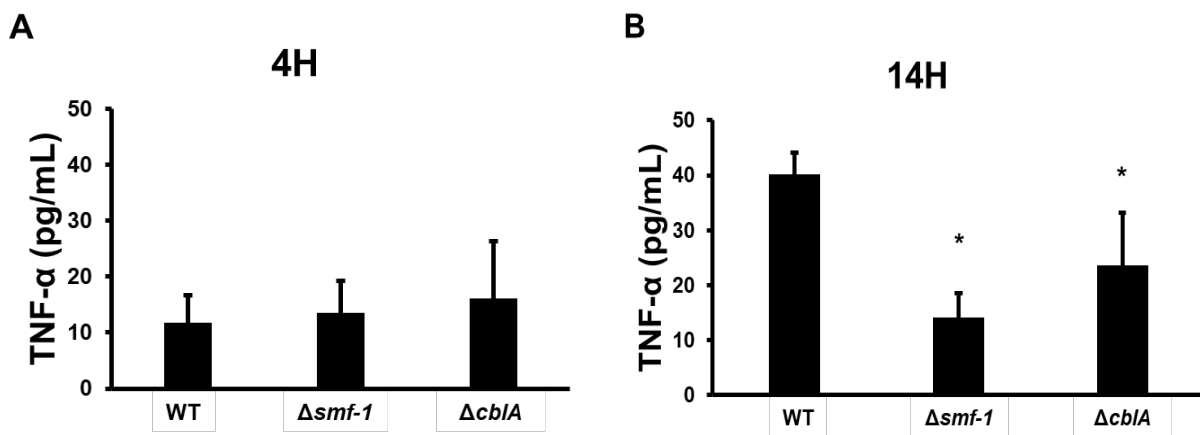 A
4H
TNF-α (pg/mL)
50
40
30
20
10
0
WT
Δsmf-1
ΔcblA
B
14H
TNF-α (pg/mL)
50
40
30
20
10
0
*
*
WT
Δsmf-1
ΔcblA